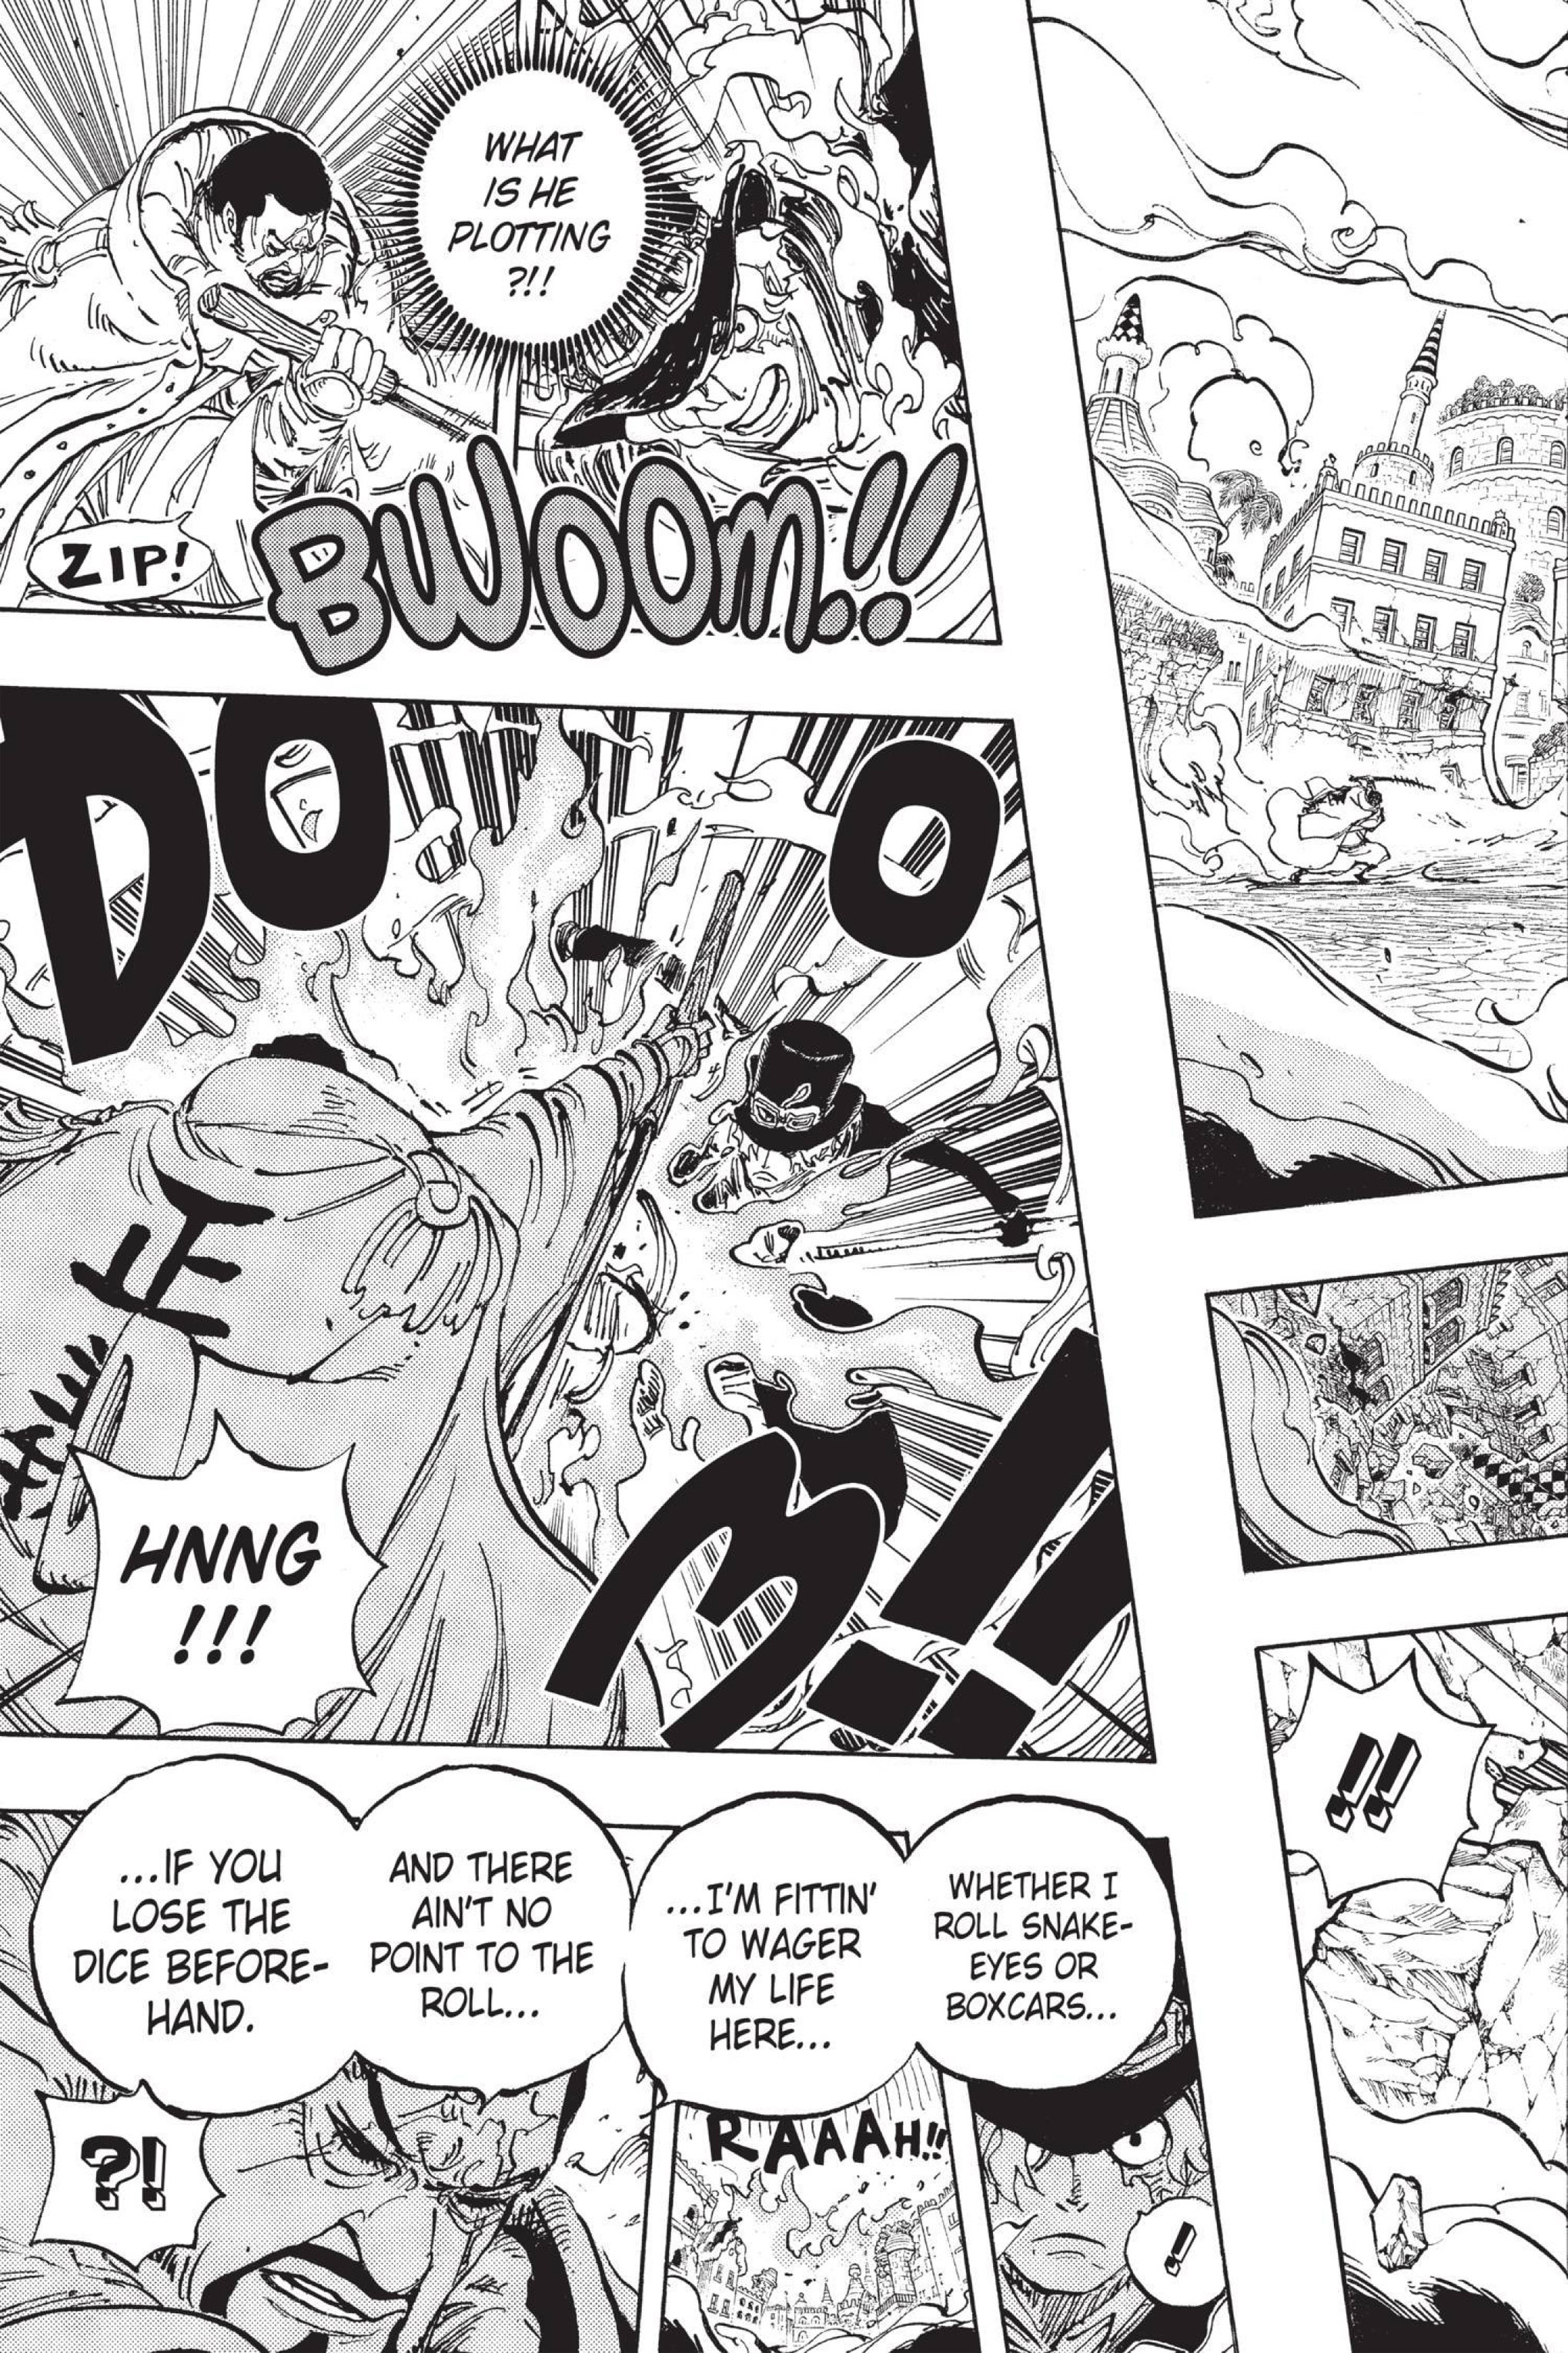 !!
WHAT
IS HE
PLOTTING
?!!
BWOOM!!
ZIP!
DOOM!!
HNNG
!!!
WHETHER I
ROLL SNAKE-
EYES OR
BOXCARS...
!
...I'M FITTIN'
TO WAGER
MY LIFE
HERE...
RAAAH!!
AND THERE
AIN'T NO
POINT TO THE
ROLL...
...IF YOU
LOSE THE
DICE BEFORE-
HAND.
?!